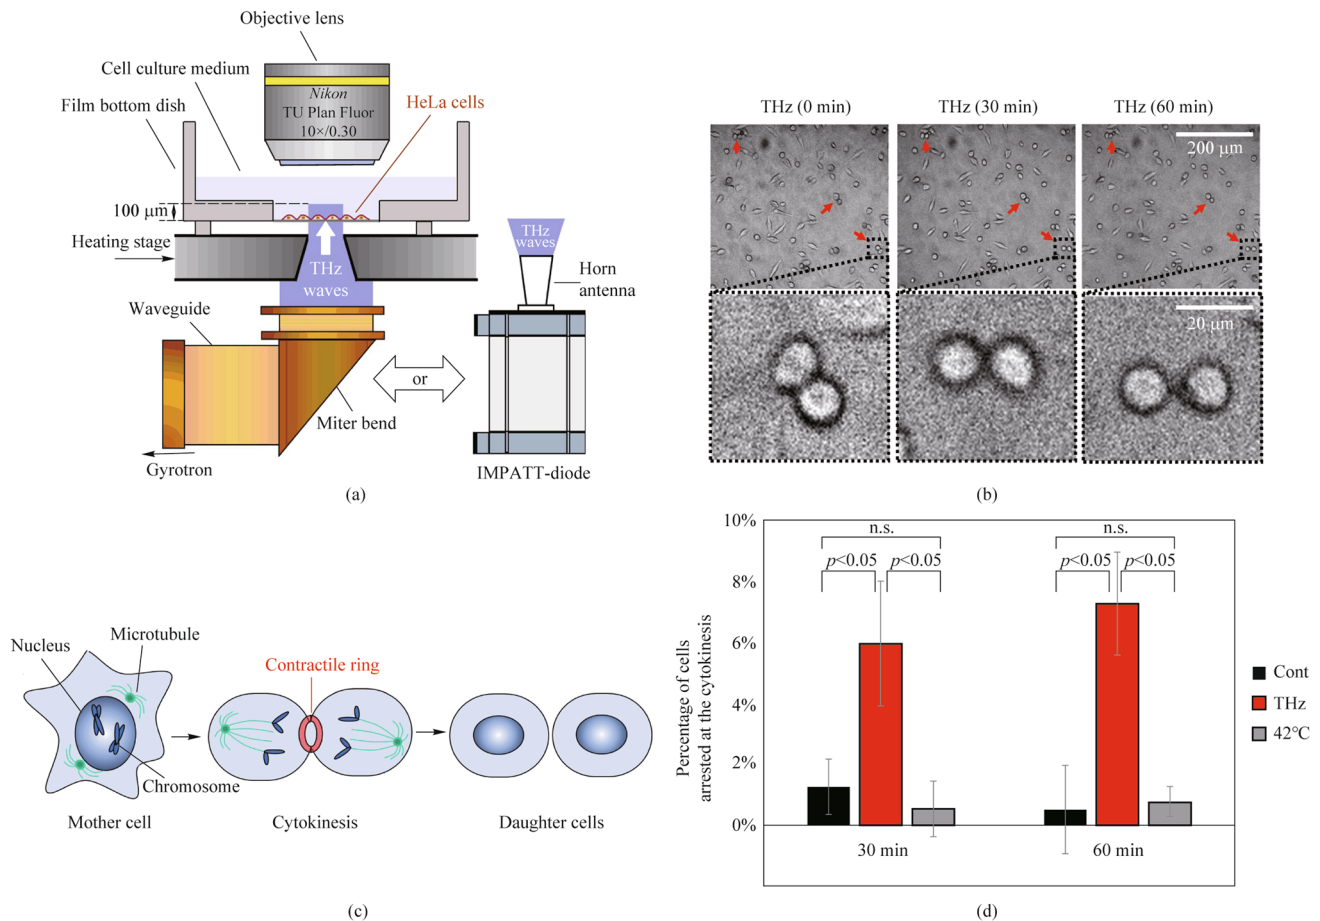 Objective lens
Cell culture medium
Film bottom dish
Nikon
TU Plan Fluor
10×/0.30
HeLa cells
100 μm
Heating stage
THz
waves
THz
waves
Horn
antenna
Waveguide
or
Miter bend
Gyrotron
IMPATT-diode
(a)
THz (0 min)
THz (30 min)
THz (60 min)
200 μm
20 μm
(b)
Nucleus
Microtubule
Contractile ring
Chromosome
Mother cell
Cytokinesis
Daughter cells
(c)
Percentage of cells
arrested at the cytokinesis
10%
8%
6%
4%
2%
0%
n.s.
p<0.05
p<0.05
n.s.
p<0.05
p<0.05
30 min
60 min
Cont
THz
42°C
(d)